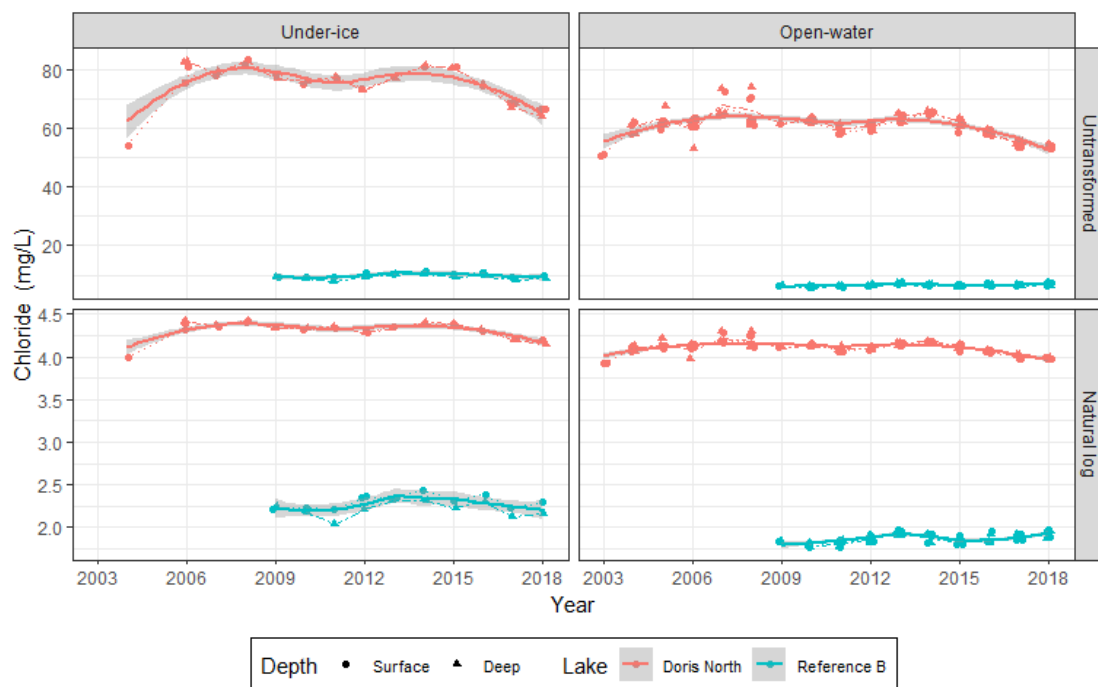 Under-ice
Open-water
Untransformed
Natural log
Chloride (mg/L)
80
60
40
20
4.5
4.0
3.5
3.0
2.5
2.0
2003 2006 2009 2012 2015 2018
2003 2006 2009 2012 2015 2018
Year
Depth Surface Deep Lake Doris North Reference B